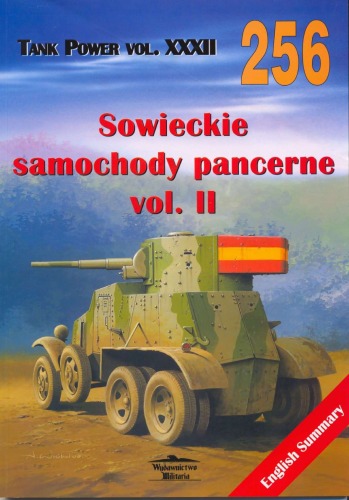 TANK POWER VOL. XXXII
256
Sowieckie
samochody pancerne
vol. II
English Summary
Wydawnictwo
Militaria